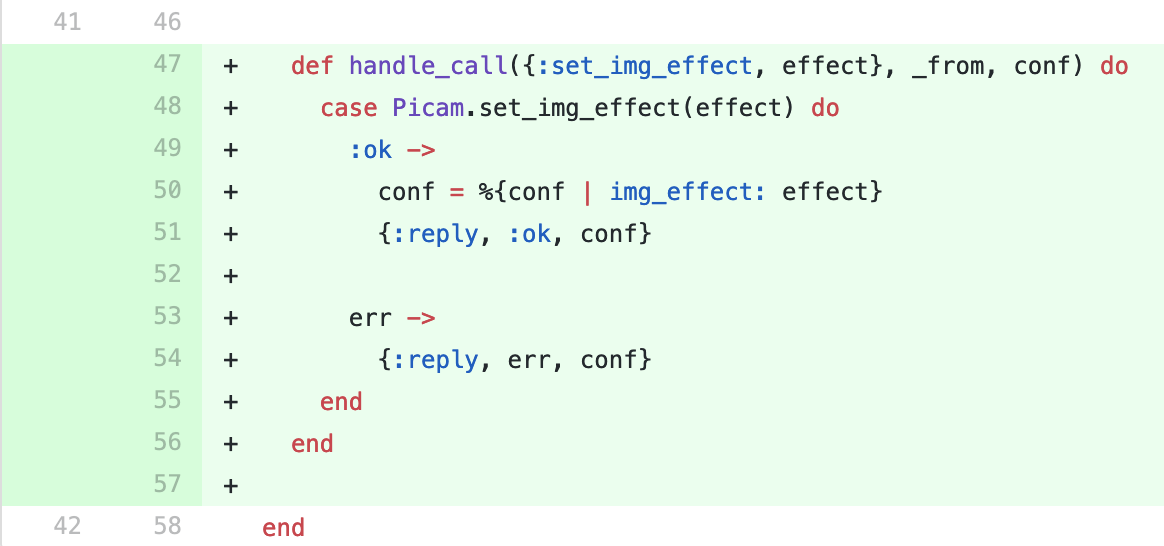 41 46
47 + def handle_call({:set_img_effect, effect}, _from, conf) do
48 + case Picam.set_img_effect(effect) do
49 + :ok ->
50 + conf = %{conf | img_effect: effect}
51 + {:reply, :ok, conf}
52 +
53 + err ->
54 + {:reply, err, conf}
55 + end
56 + end
57 +
42 58 end